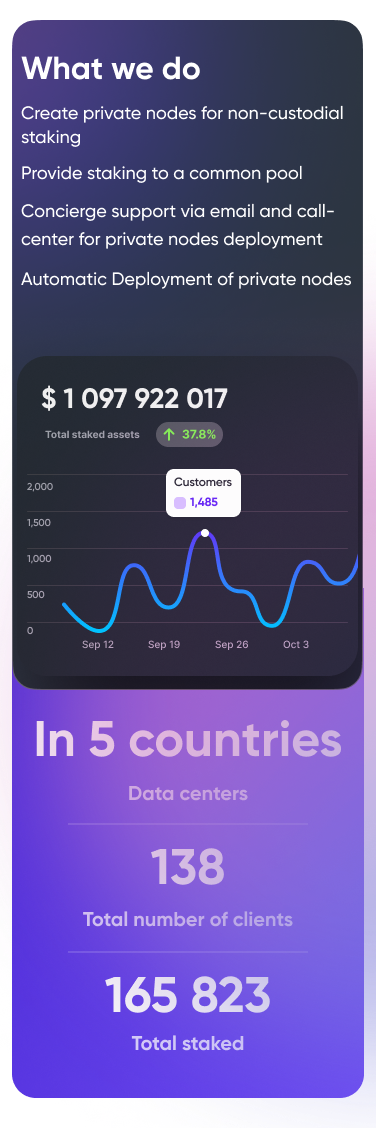 What we do
Create private nodes for non-custodial
staking
Provide staking to a common pool
Concierge support via email and call-
center for private nodes deployment
Automatic Deployment of private nodes
$ 1 097 922 017
Total staked assets ↑ 37.8%
Customers
1,485
2,000
1,500
1,000
500
0
Sep 12 Sep 19 Sep 26 Oct 3
In 5 countries
Data centers
138
Total number of clients
165 823
Total staked